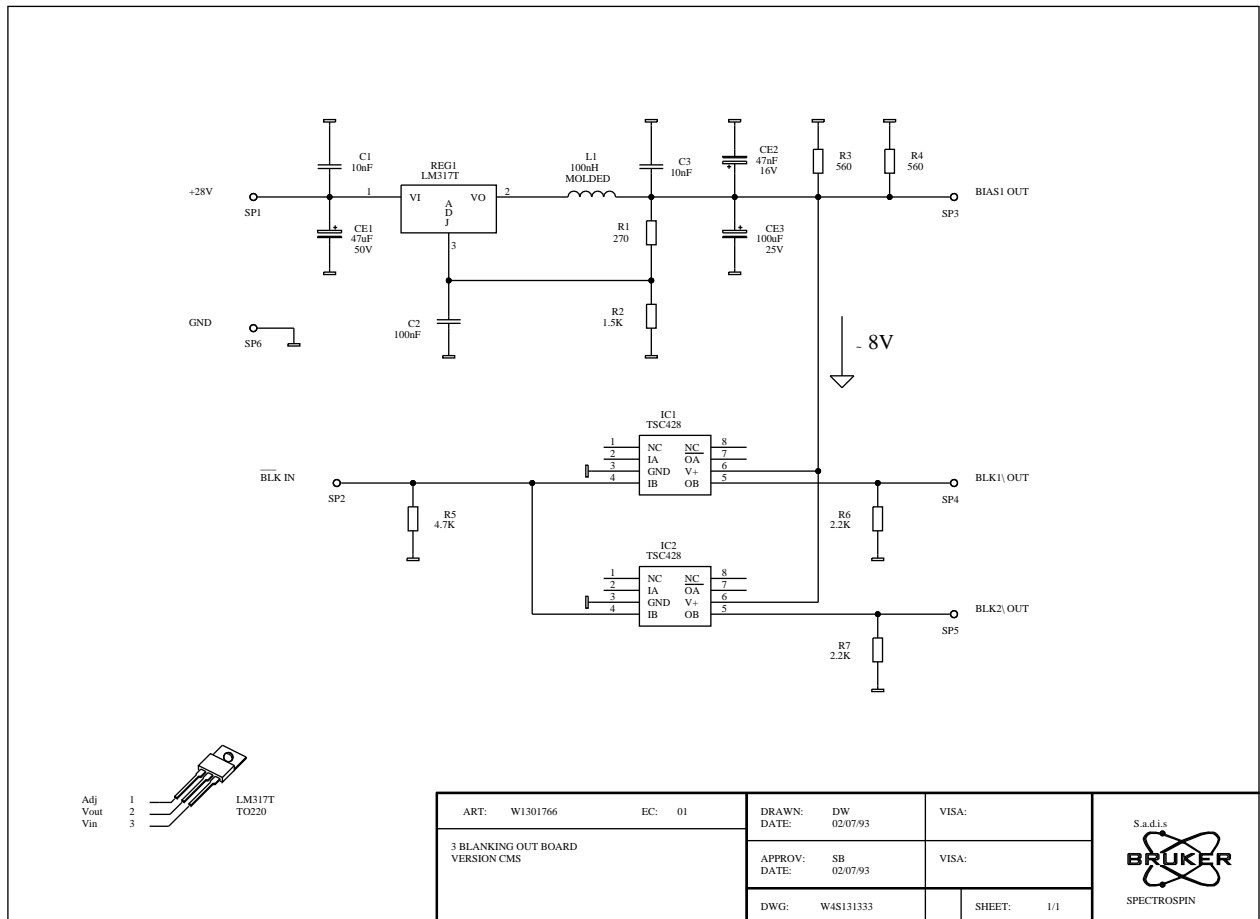 C1
10nF
REG1
LM317T
L1
100nH
MOLDED
C3
10nF
CE2
47nF
16V
R3
560
R4
560
+28V
SP1
1
VI
A
D
J
VO
2
3
BIAS1 OUT
SP3
CE1
47uF
50V
R1
270
CE3
100uF
25V
GND
SP6
C2
100nF
R2
1.5K
~ 8V
IC1
TSC428
1 NC NC 8
2 IA OA 7
3 GND V+ 6
4 IB OB 5
BLK IN
SP2
R5
4.7K
R6
2.2K
BLK1\ OUT
SP4
IC2
TSC428
1 NC NC 8
2 IA OA 7
3 GND V+ 6
4 IB OB 5
BLK2\ OUT
SP5
R7
2.2K
Adj 1
Vout 2
Vin 3
LM317T
TO220
ART: W1301766 EC: 01
3 BLANKING OUT BOARD
VERSION CMS
DRAWN: DW
DATE: 02/07/93
VISA:
APPROV: SB
DATE: 02/07/93
VISA:
DWG: W4S131333
SHEET: 1/1
S.a.d.i.s
BRUKER
SPECTROSPIN